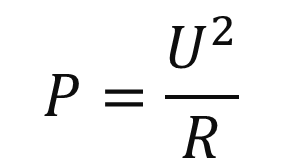 P = U² / R